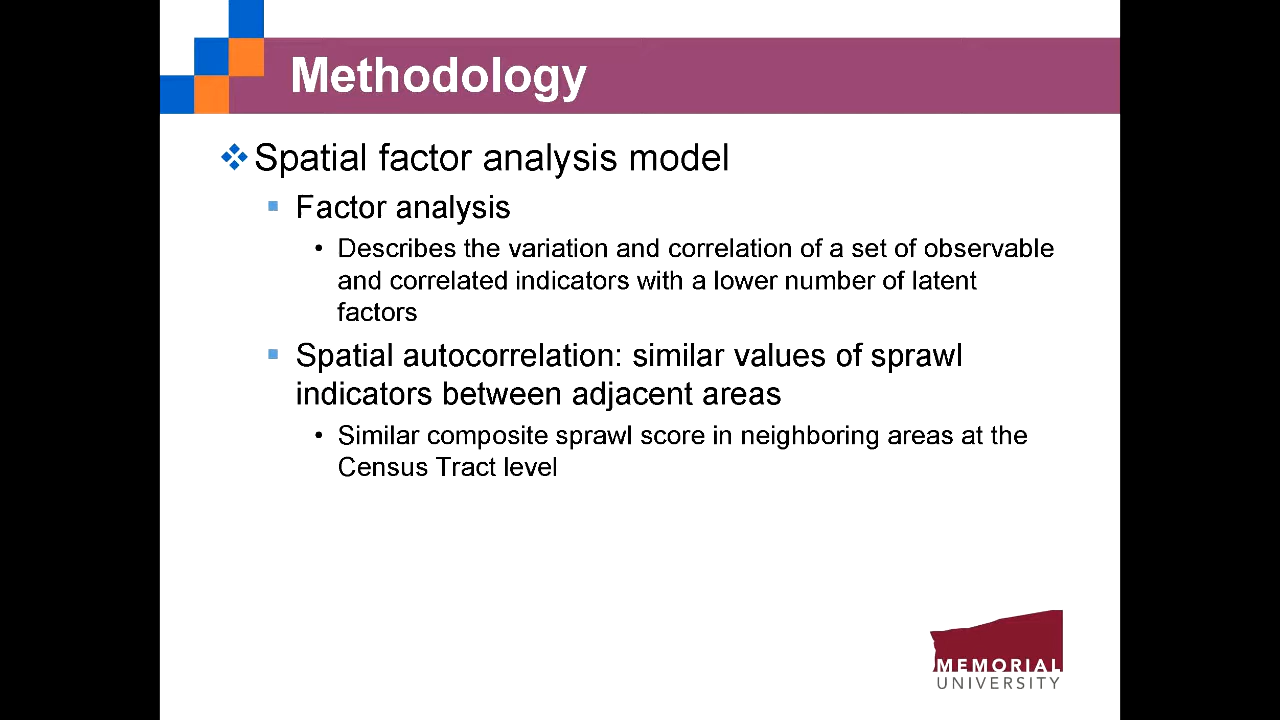 Methodology
Spatial factor analysis model
Factor analysis
Describes the variation and correlation of a set of observable
and correlated indicators with a lower number of latent
factors
Spatial autocorrelation: similar values of sprawl
indicators between adjacent areas
Similar composite sprawl score in neighboring areas at the
Census Tract level
MEMORIAL
UNIVERSITY